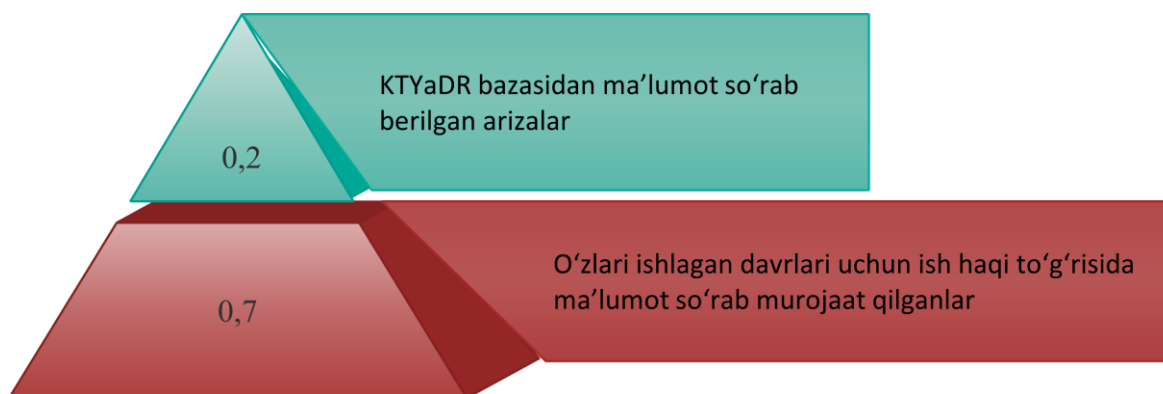 KTYaDR bazasidan ma’lumot so‘rab
berilgan arizalar
0,2
O‘zlari ishlagan davrlari uchun ish haqi to‘g‘risida
ma’lumot so‘rab murojaat qilganlar
0,7